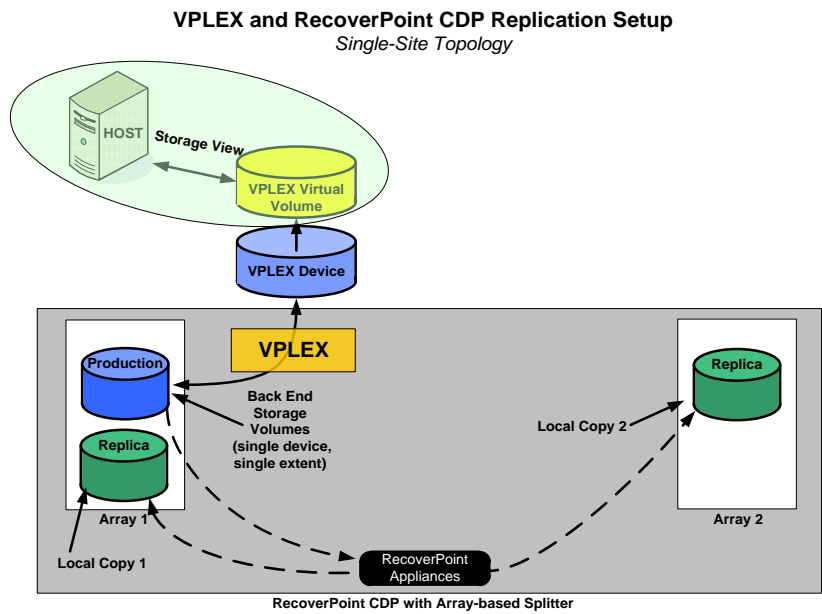 VPLEX and RecoverPoint CDP Replication Setup
Single-Site Topology
HOST
Storage View
VPLEX Virtual
Volume
VPLEX Device
VPLEX
Production
Replica
Back End
Storage
Volumes
(single device,
single extent)
Replica
Local Copy 2
Array 1
Array 2
Local Copy 1
RecoverPoint
Appliances
RecoverPoint CDP with Array-based Splitter